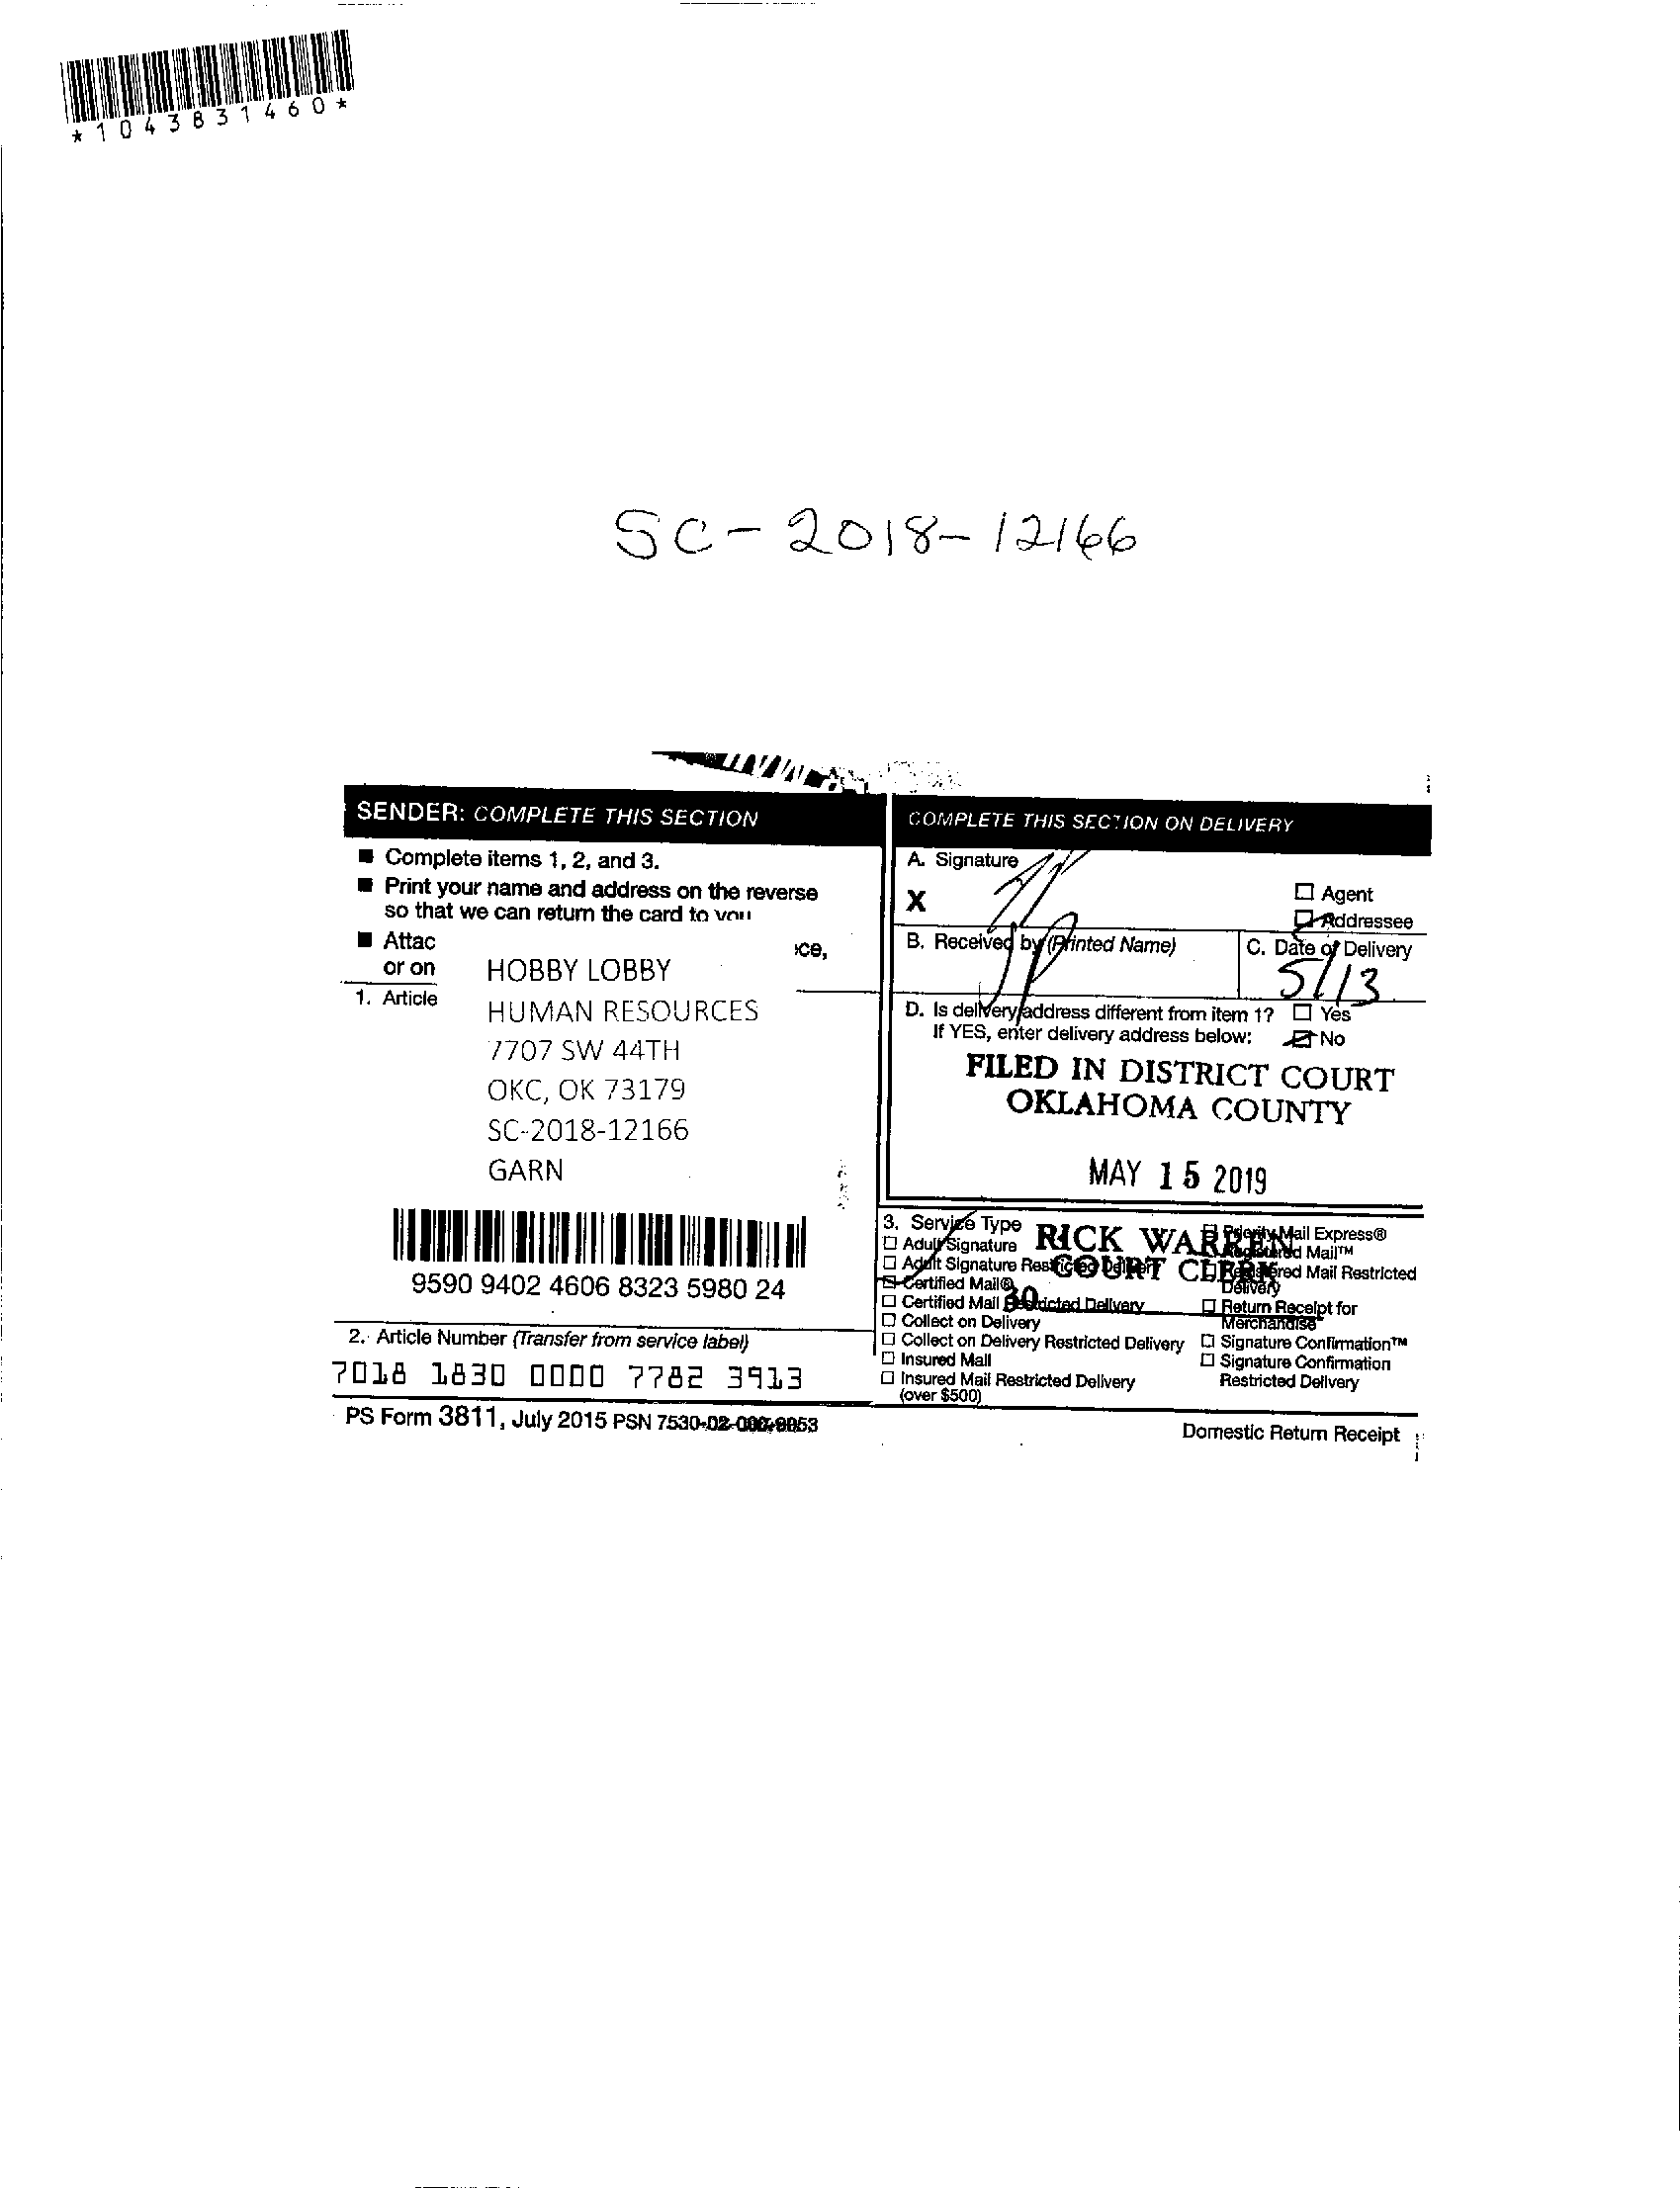 *1043831460*
SC-2018-12166
SENDER: COMPLETE THIS SECTION
■ Complete items 1, 2, and 3.
■ Print your name and address on the reverse
so that we can return the card to you
■ Attac
or on
1. Article
HOBBY LOBBY
HUMAN RESOURCES
7707 SW 44TH
OKC, OK 73179
SC-2018-12166
GARN
9590 9402 4606 8323 5980 24
2. Article Number (Transfer from service label)
7018 1830 0000 7782 3913
PS Form 3811, July 2015 PSN 7530-02-000-9053
COMPLETE THIS SECTION ON DELIVERY
A. Signature
X
☐ Agent
☐ Addressee
B. Received by (Printed Name)
C. Date of Delivery
5/13
D. Is delivery address different from item 1? ☐ Yes
If YES, enter delivery address below: ☑ No
FILED IN DISTRICT COURT
OKLAHOMA COUNTY
MAY 15 2019
RICK WARREN
COURT CLERK
30
3. Service Type
☐ Adult Signature
☐ Adult Signature Restricted Delivery
☑ Certified Mail®
☐ Certified Mail Restricted Delivery
☐ Collect on Delivery
☐ Collect on Delivery Restricted Delivery
☐ Insured Mail
☐ Insured Mail Restricted Delivery
(over $500)
☐ Priority Mail Express®
☐ Registered Mail™
☐ Registered Mail Restricted
Delivery
☐ Return Receipt for
Merchandise
☐ Signature Confirmation™
☐ Signature Confirmation
Restricted Delivery
Domestic Return Receipt